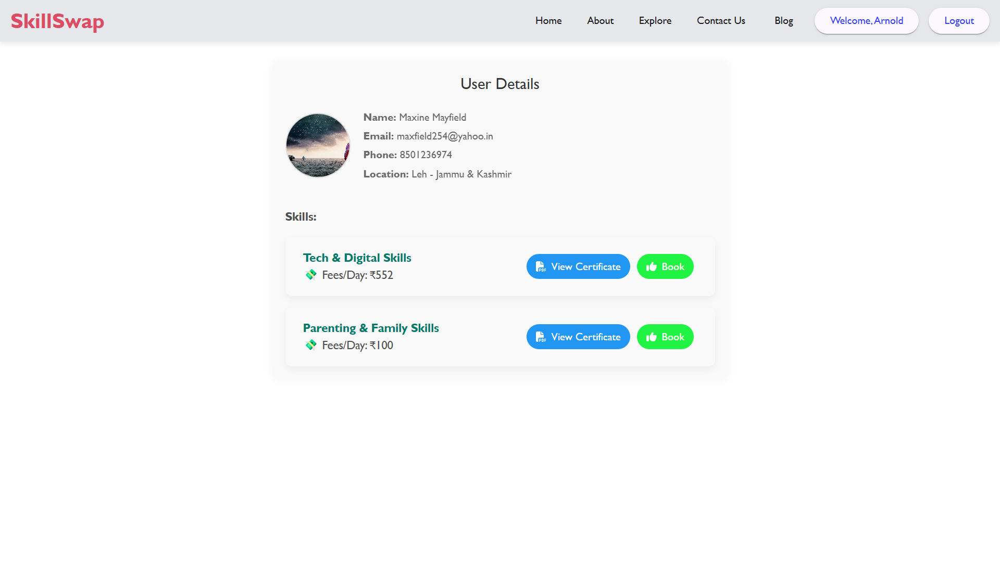 SkillSwap
Home About Explore Contact Us Blog Welcome, Arnold Logout
User Details
Name: Maxine Mayfield
Email: maxfield254@yahoo.in
Phone: 8501236974
Location: Leh - Jammu & Kashmir
Skills:
Tech & Digital Skills
💸 Fees/Day: ₹552
PDF View Certificate
Book
Parenting & Family Skills
💸 Fees/Day: ₹100
PDF View Certificate
Book